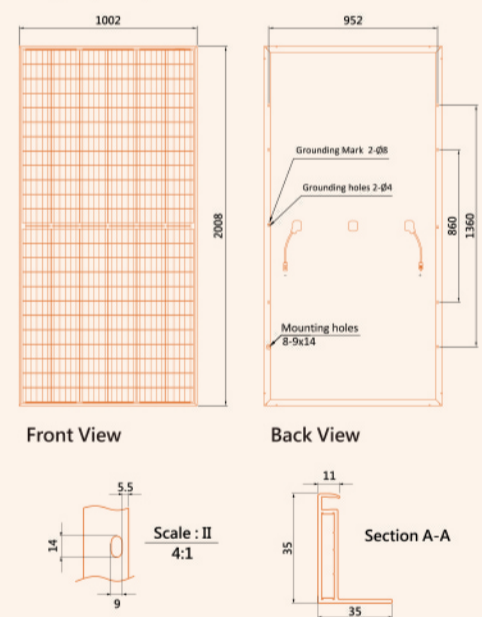 1002
952
Grounding Mark 2-Ø8
Grounding holes 2-Ø4
2008
860
1360
Mounting holes
8-9x14
Front View
Back View
5.5
14
9
Scale : II
4:1
11
35
35
Section A-A